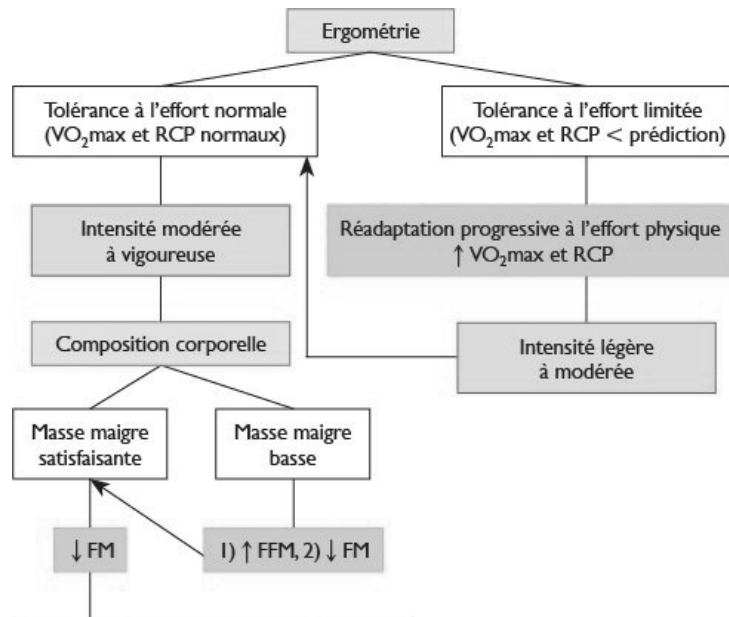 Ergométrie
Tolérance à l'effort normale
(VO₂max et RCP normaux)
Tolérance à l'effort limitée
(VO₂max et RCP < prédiction)
Intensité modérée
à vigoureuse
Réadaptation progressive à l'effort physique
↑ VO₂max et RCP
Composition corporelle
Intensité légère
à modérée
Masse maigre
satisfaisante
Masse maigre
basse
↓ FM
1) ↑ FFM, 2) ↓ FM